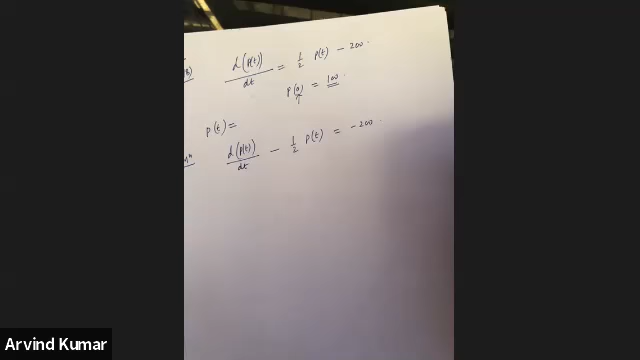 d(p(t))/dt = 1/2 p(t) - 200.
p(0) = 100.
p(t) =
d(p(t))/dt - 1/2 p(t) = -200.
Arvind Kumar